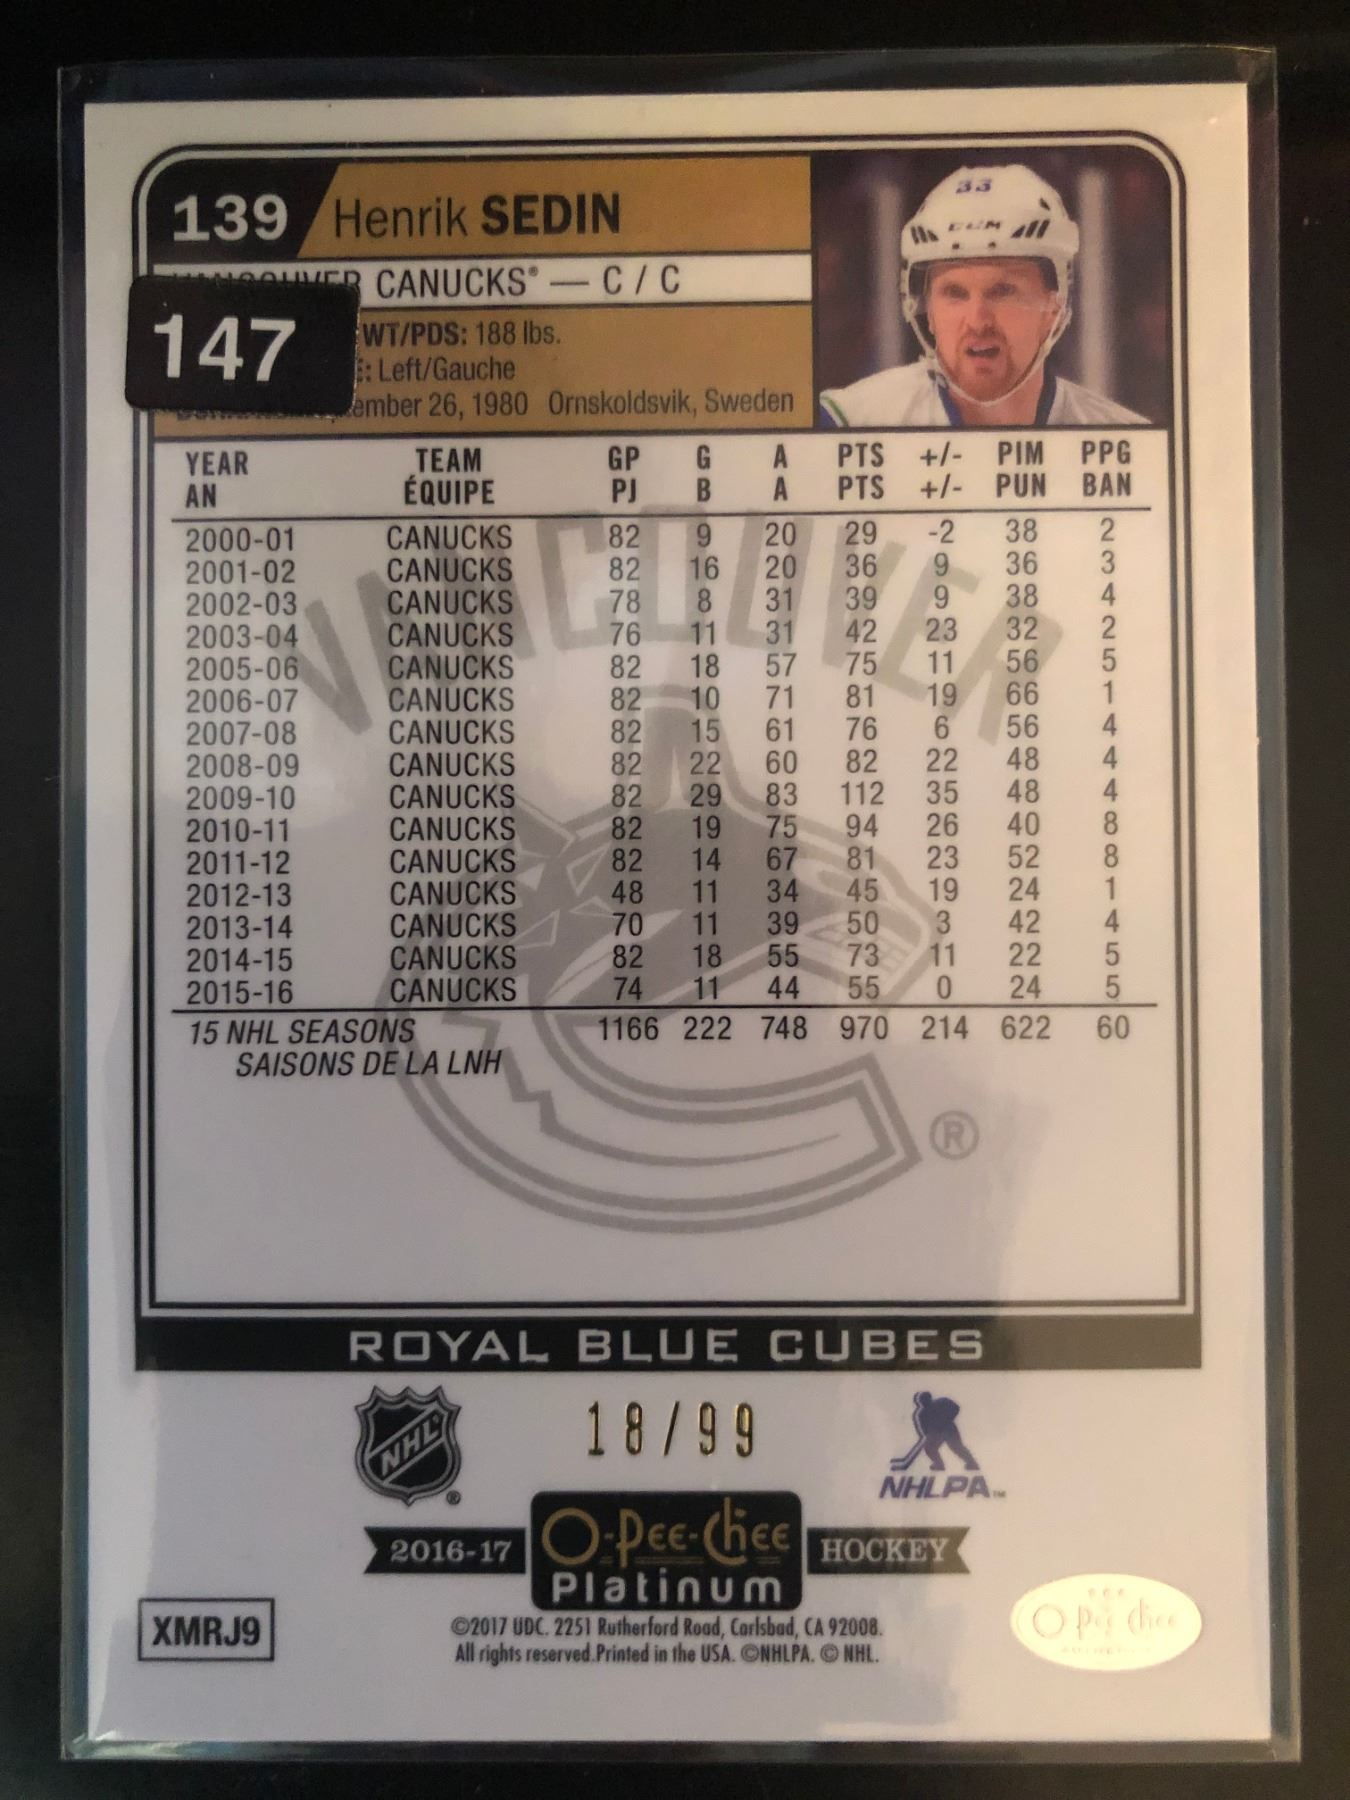 139 Henrik SEDIN
VANCOUVER CANUCKS® — C / C
147
WT/PDS: 188 lbs.
: Left/Gauche
ember 26, 1980 Ornskoldsvik, Sweden
33
CCM
YEAR TEAM GP G A PTS +/- PIM PPG
AN ÉQUIPE PJ B A PTS +/- PUN BAN
2000-01 CANUCKS 82 9 20 29 -2 38 2
2001-02 CANUCKS 82 16 20 36 9 36 3
2002-03 CANUCKS 78 8 31 39 9 38 4
2003-04 CANUCKS 76 11 31 42 23 32 2
2005-06 CANUCKS 82 18 57 75 11 56 5
2006-07 CANUCKS 82 10 71 81 19 66 1
2007-08 CANUCKS 82 15 61 76 6 56 4
2008-09 CANUCKS 82 22 60 82 22 48 4
2009-10 CANUCKS 82 29 83 112 35 48 4
2010-11 CANUCKS 82 19 75 94 26 40 8
2011-12 CANUCKS 82 14 67 81 23 52 8
2012-13 CANUCKS 48 11 34 45 19 24 1
2013-14 CANUCKS 70 11 39 50 3 42 4
2014-15 CANUCKS 82 18 55 73 11 22 5
2015-16 CANUCKS 74 11 44 55 0 24 5
15 NHL SEASONS 1166 222 748 970 214 622 60
SAISONS DE LA LNH
VANCOUVER
®
ROYAL BLUE CUBES
18/99
NHL ®
NHLPA™
2016-17 O-Pee-Chee HOCKEY
Platinum
XMRJ9
©2017 UDC. 2251 Rutherford Road, Carlsbad, CA 92008.
All rights reserved.Printed in the USA. ©NHLPA. © NHL.
O Pee Chee